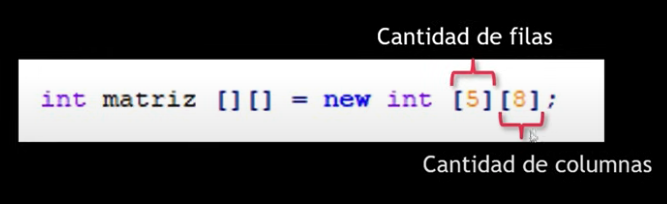 Cantidad de filas
int matriz [][] = new int [5][8];
Cantidad de columnas